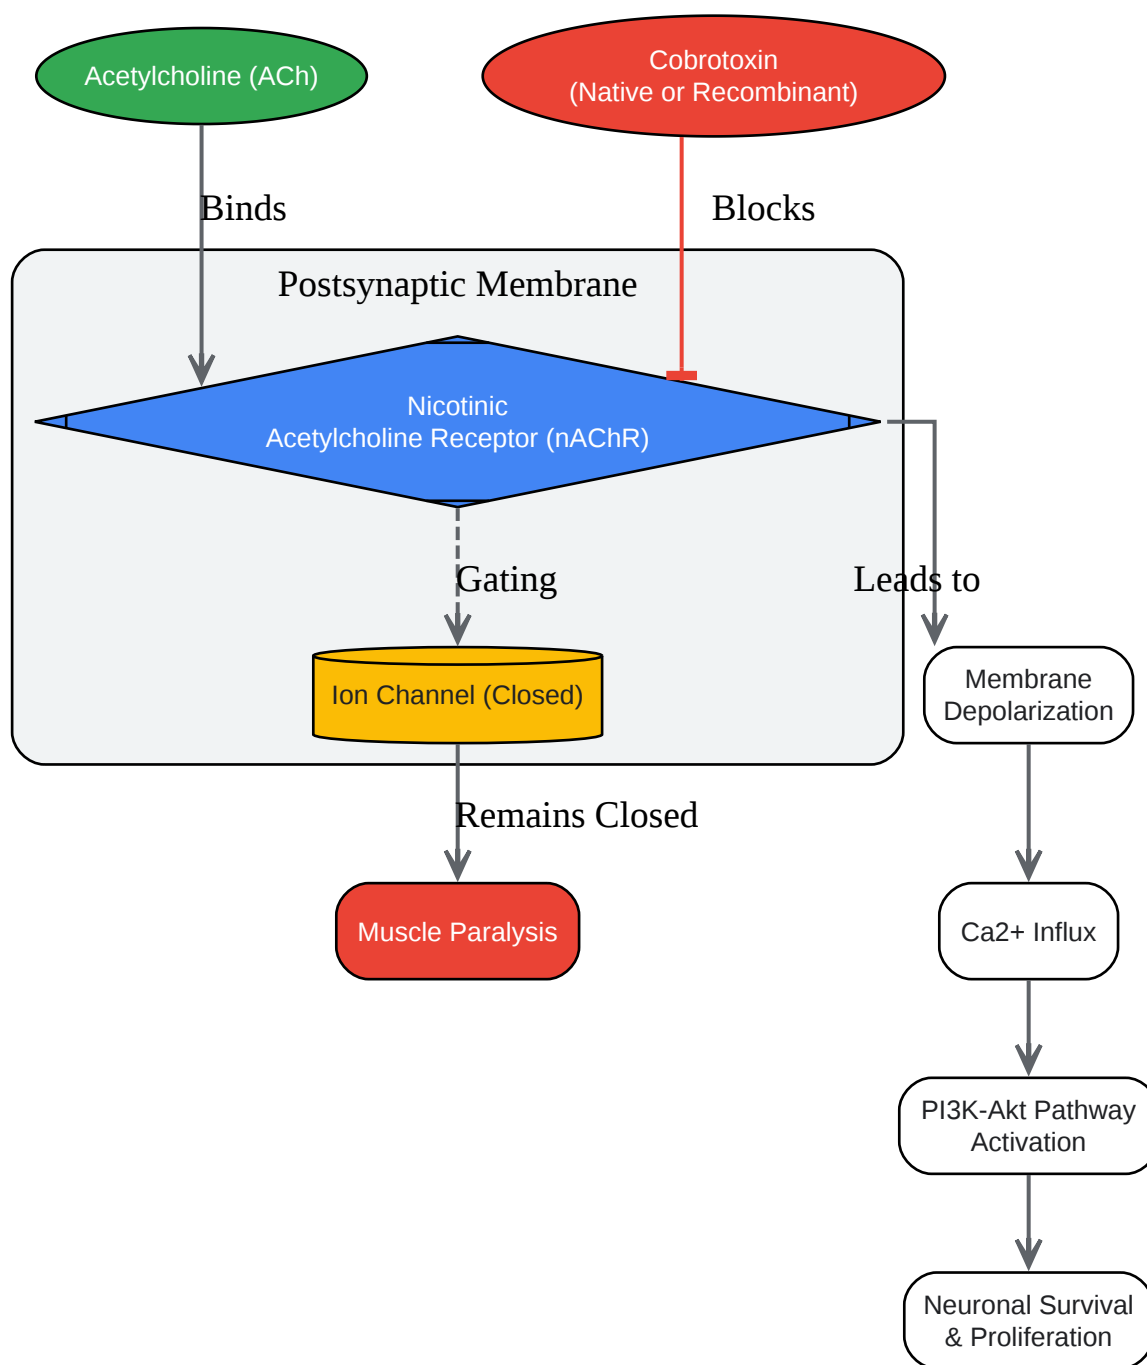 Acetylcholine (ACh)
Cobrotoxin
(Native or Recombinant)
Binds
Blocks
Postsynaptic Membrane
Nicotinic
Acetylcholine Receptor (nAChR)
Gating
Leads to
Ion Channel (Closed)
Membrane
Depolarization
Remains Closed
Muscle Paralysis
Ca2+ Influx
PI3K-Akt Pathway
Activation
Neuronal Survival
& Proliferation